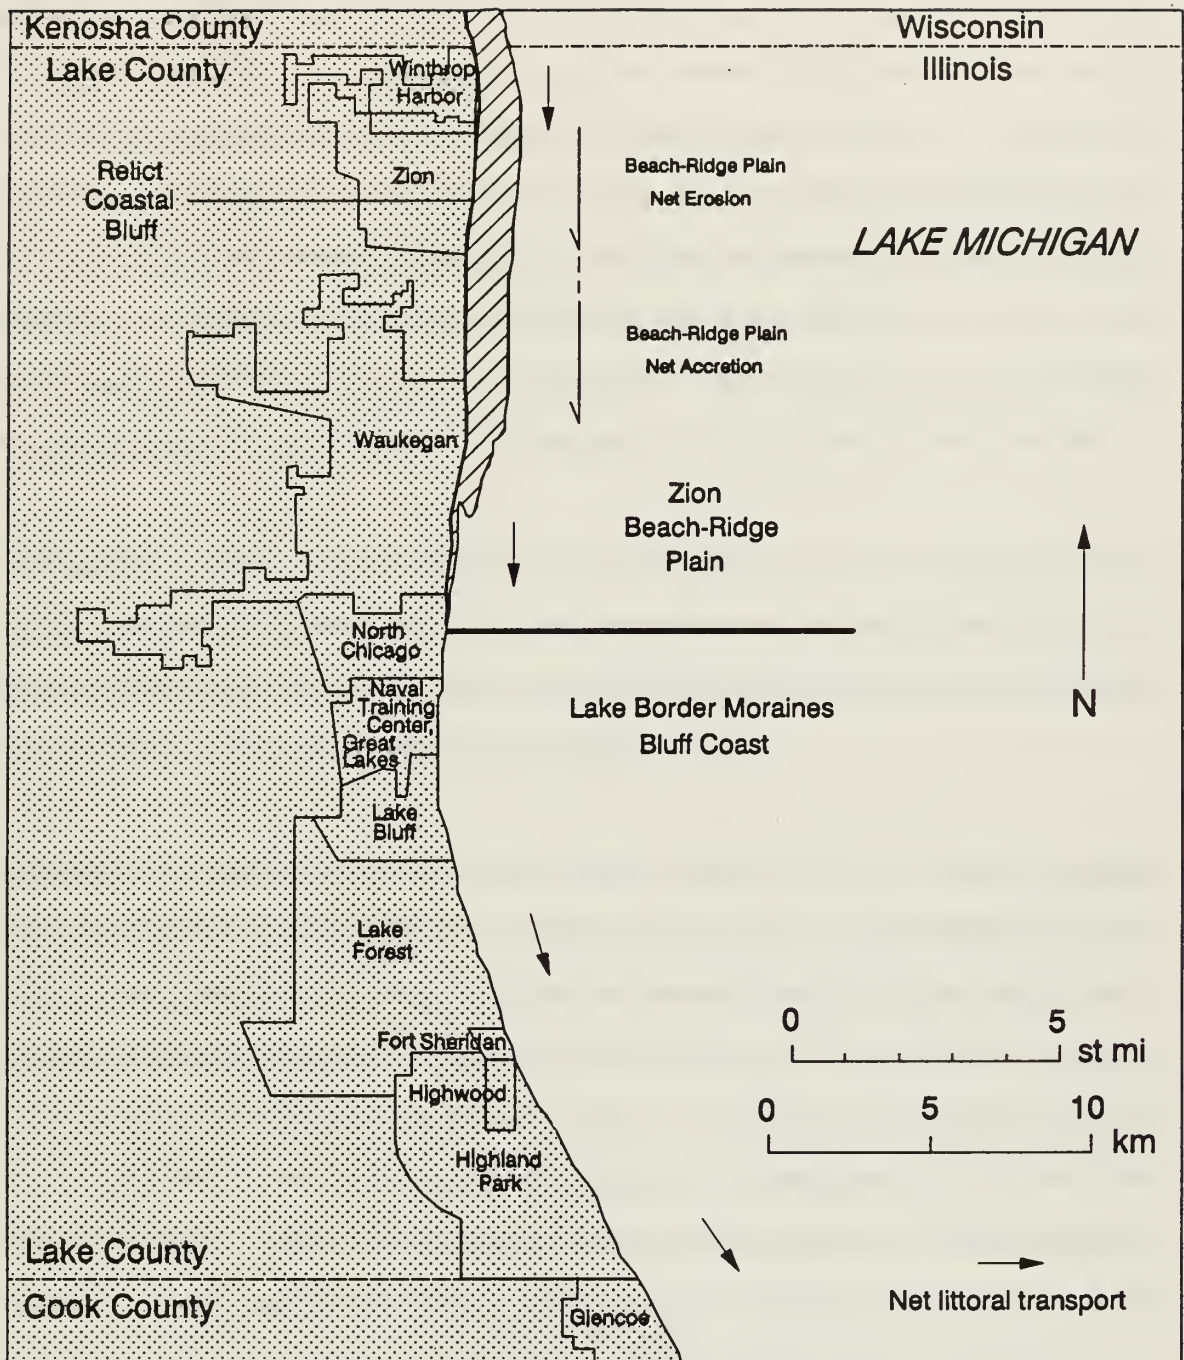 Kenosha County
Wisconsin
Lake County
Illinois
Winthrop
Harbor
Relict
Coastal
Bluff
Zion
Beach-Ridge Plain
Net Erosion
LAKE MICHIGAN
Beach-Ridge Plain
Net Accretion
Waukegan
Zion
Beach-Ridge
Plain
North
Chicago
Naval
Training
Center,
Great
Lakes
Lake Border Moraines
Bluff Coast
N
Lake
Bluff
Lake
Forest
Fort Sheridan
Highwood
Highland
Park
0 5
st mi
0 5 10
km
Lake County
Cook County
Glencoe
Net littoral transport